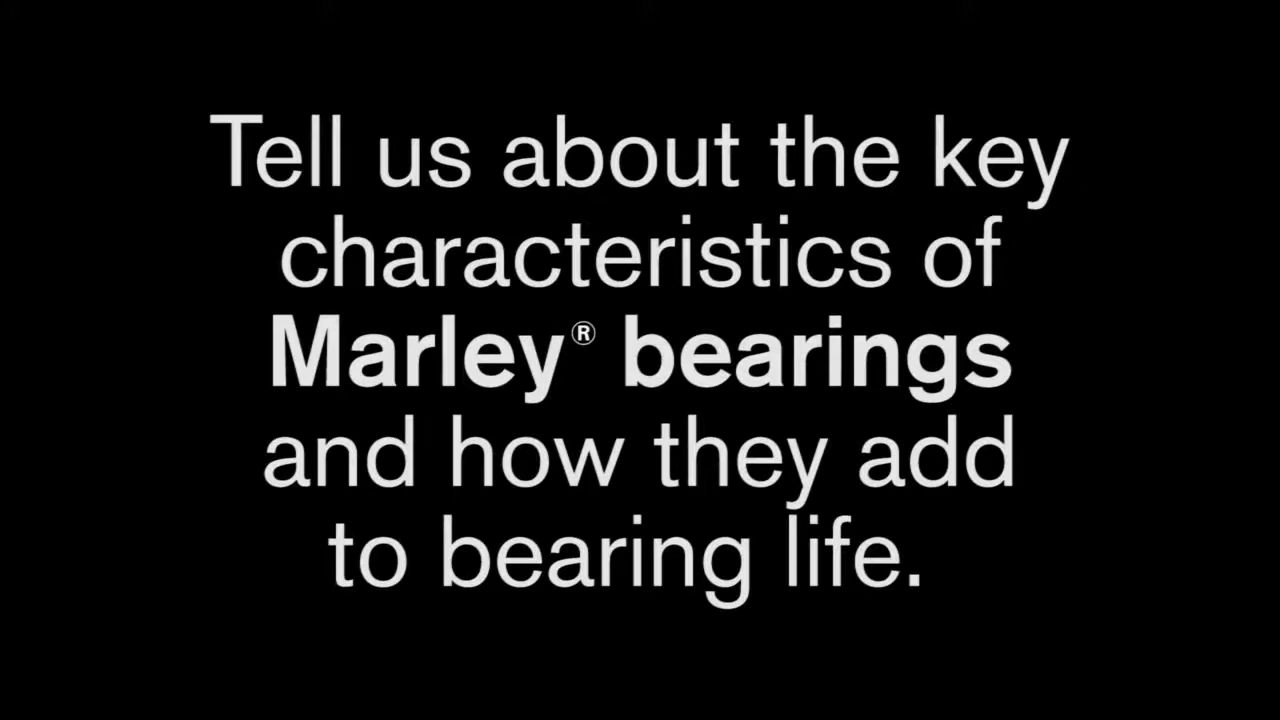 Tell us about the key
characteristics of
Marley® bearings
and how they add
to bearing life.